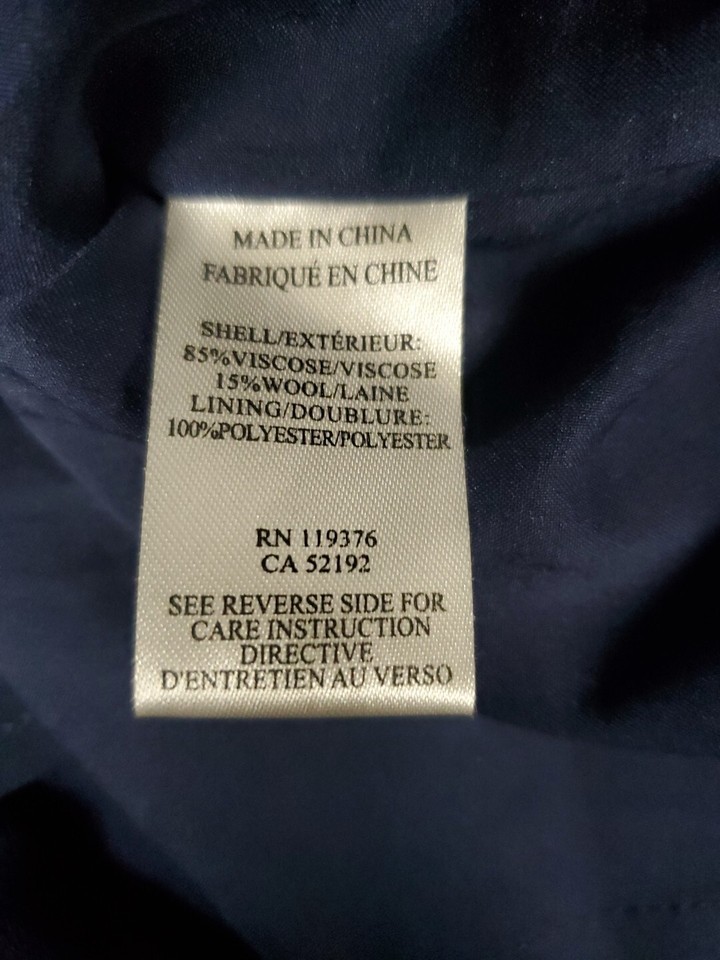 MADE IN CHINA
FABRIQUÉ EN CHINE
SHELL/EXTÉRIEUR:
85%VISCOSE/VISCOSE
15%WOOL/LAINE
LINING/DOUBLURE:
100%POLYESTER/POLYESTER
RN 119376
CA 52192
SEE REVERSE SIDE FOR
CARE INSTRUCTION
DIRECTIVE
D'ENTRETIEN AU VERSO